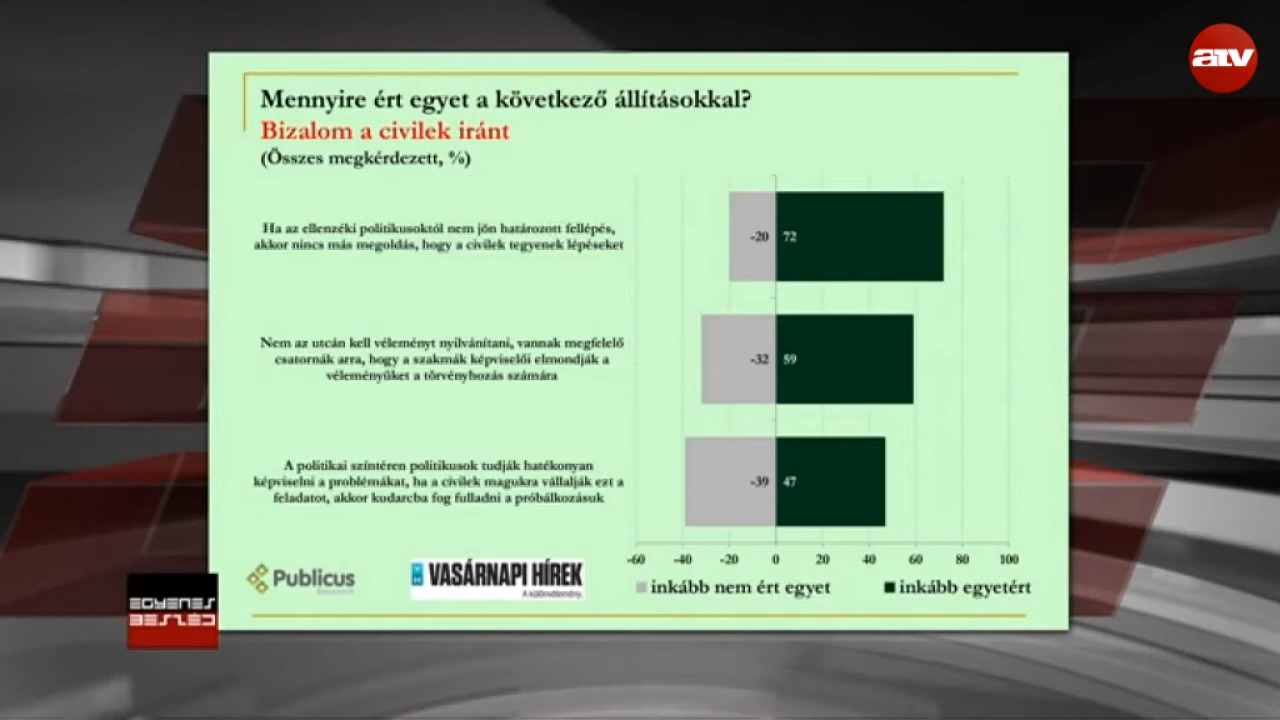 atv
Mennyire ért egyet a következő állításokkal?
Bizalom a civilek iránt
(Összes megkérdezett, %)
Ha az ellenzéki politikusoktól nem jön határozott fellépés,
akkor nincs más megoldás, hogy a civilek tegyenek lépéseket
-20 72
Nem az utcán kell véleményt nyilvánítani, vannak megfelelő
csatornák arra, hogy a szakmák képviselői elmondják a
véleményüket a törvényhozás számára
-32 59
A politikai színtéren politikusok tudják hatékonyan
képviselni a problémákat, ha a civilek magukra vállalják ezt a
feladatot, akkor kudarcba fog fulladni a próbálkozásuk
-39 47
-60 -40 -20 0 20 40 60 80 100
inkább nem ért egyet inkább egyetért
Publicus
VH VASÁRNAPI HÍREK
A különvélemény.
EGYENES
BESZÉD